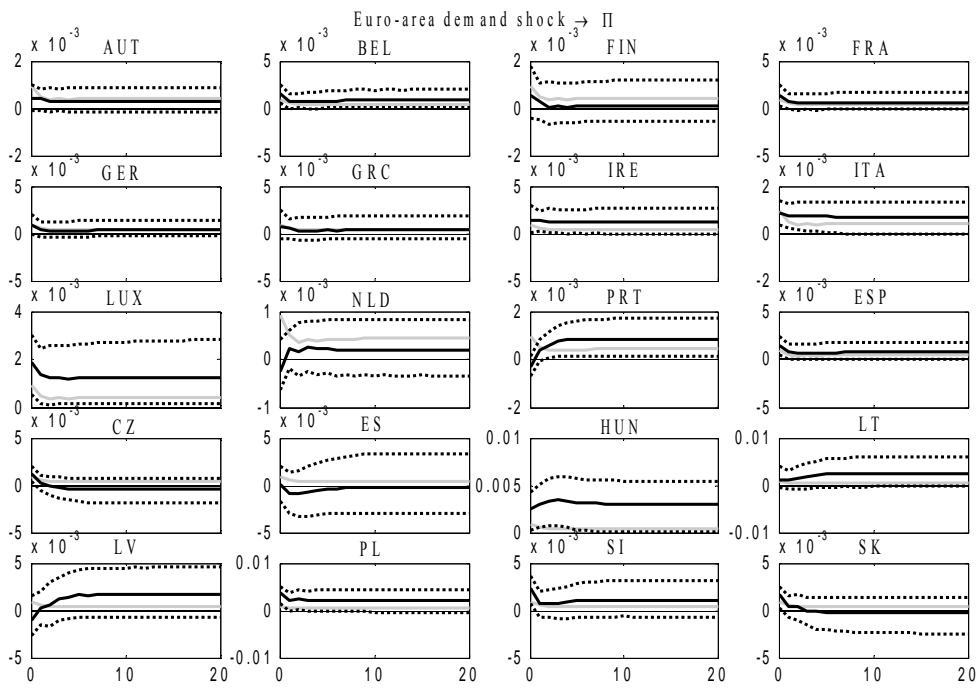 Euro-area demand shock → Π
x 10⁻³ AUT x 10⁻³ BEL x 10⁻³ FIN x 10⁻³ FRA
2 0 -2
5 0 -5
2 0 -2
5 0 -5
x 10⁻³ GER x 10⁻³ GRC x 10⁻³ IRE x 10⁻³ ITA
5 0 -5
5 0 -5
5 0 -5
2 0 -2
x 10⁻³ LUX x 10⁻³ NLD x 10⁻³ PRT x 10⁻³ ESP
4 2 0
1 0 -1
2 0 -2
5 0 -5
x 10⁻³ CZ x 10⁻³ ES HUN LT
5 0 -5
5 0 -5
0.01 0.005 0
0.01 0 -0.01
x 10⁻³ LV PL x 10⁻³ SI x 10⁻³ SK
5 0 -5
0.01 0 -0.01
5 0 -5
5 0 -5
0 10 20
0 10 20
0 10 20
0 10 20